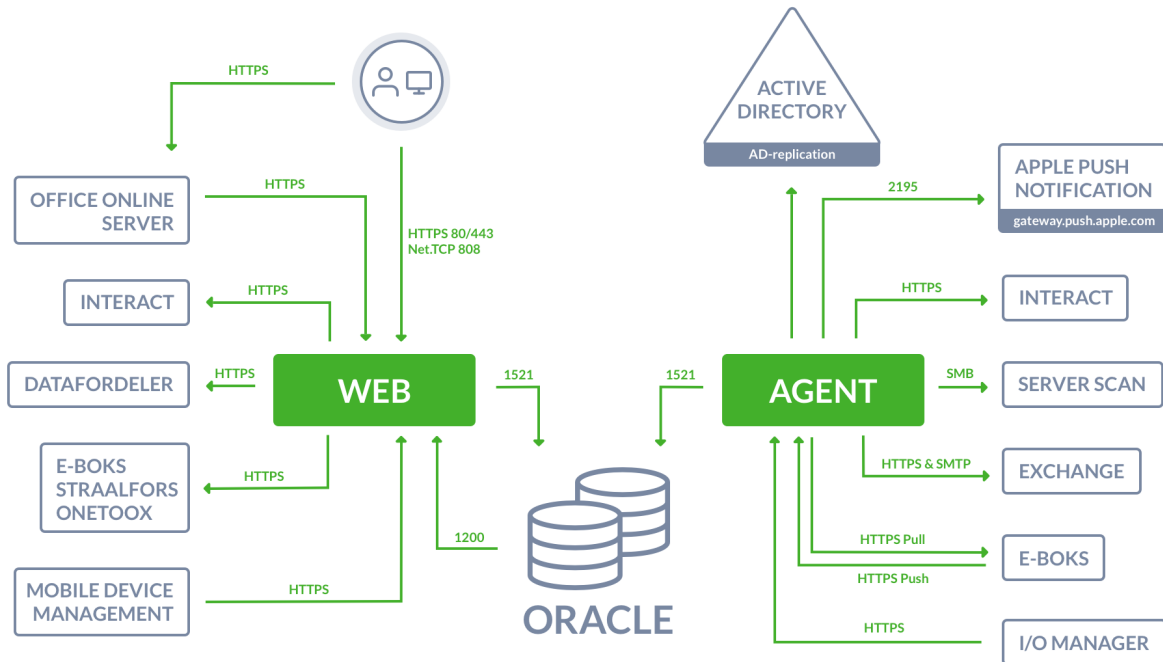 HTTPS
ACTIVE
DIRECTORY
AD-replication
APPLE PUSH
NOTIFICATION
gateway.push.apple.com
2195
OFFICE ONLINE
SERVER
HTTPS
HTTPS 80/443
Net.TCP 808
INTERACT
HTTPS
HTTPS
INTERACT
DATAFORDELER
HTTPS
WEB
1521
1521
AGENT
SMB
SERVER SCAN
E-BOKS
STRAALFORS
ONETOOX
HTTPS
HTTPS & SMTP
EXCHANGE
1200
HTTPS Pull
HTTPS Push
E-BOKS
MOBILE DEVICE
MANAGEMENT
HTTPS
ORACLE
HTTPS
I/O MANAGER